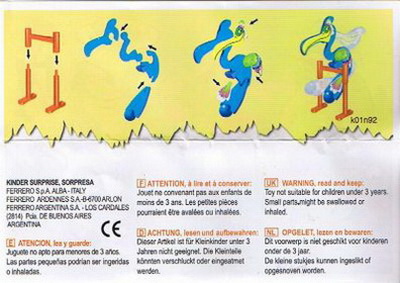 k01n92
KINDER SURPRISE, SORPRESA
FERRERO S.p.A. ALBA - ITALY
FERRERO ARDENNES S.A.-B-6700 ARLON
FERRERO ARGENTINA S.A. - LOS CARDALES
(2814) Pcia. DE BUENOS AIRES
ARGENTINA
CE
E ATENCION, lea y guarde:
Juguete no apto para menores de 3 años.
Las partes pequeñas podrían ser ingeridas
o inhaladas.
F ATTENTION, à lire et à conserver:
Jouet ne convenant pas aux enfants de
moins de 3 ans. Les petites pièces
pourraient être avalées ou inhalées.
D ACHTUNG, lesen und aufbewahren:
Dieser Artikel ist für Kleinkinder unter 3
Jahren nicht geeignet. Die Kleinteile
könnten verschluckt oder eingeatmet
werden.
UK WARNING, read and keep:
Toy not suitable for children under 3 years.
Small parts might be swallowed or
inhaled.
NL OPGELET, lezen en bewaren:
Dit voorwerp is niet geschikt voor kinderen
onder de 3 jaar.
De kleine stukjes kunnen ingeslikt of
opgesnoven worden.